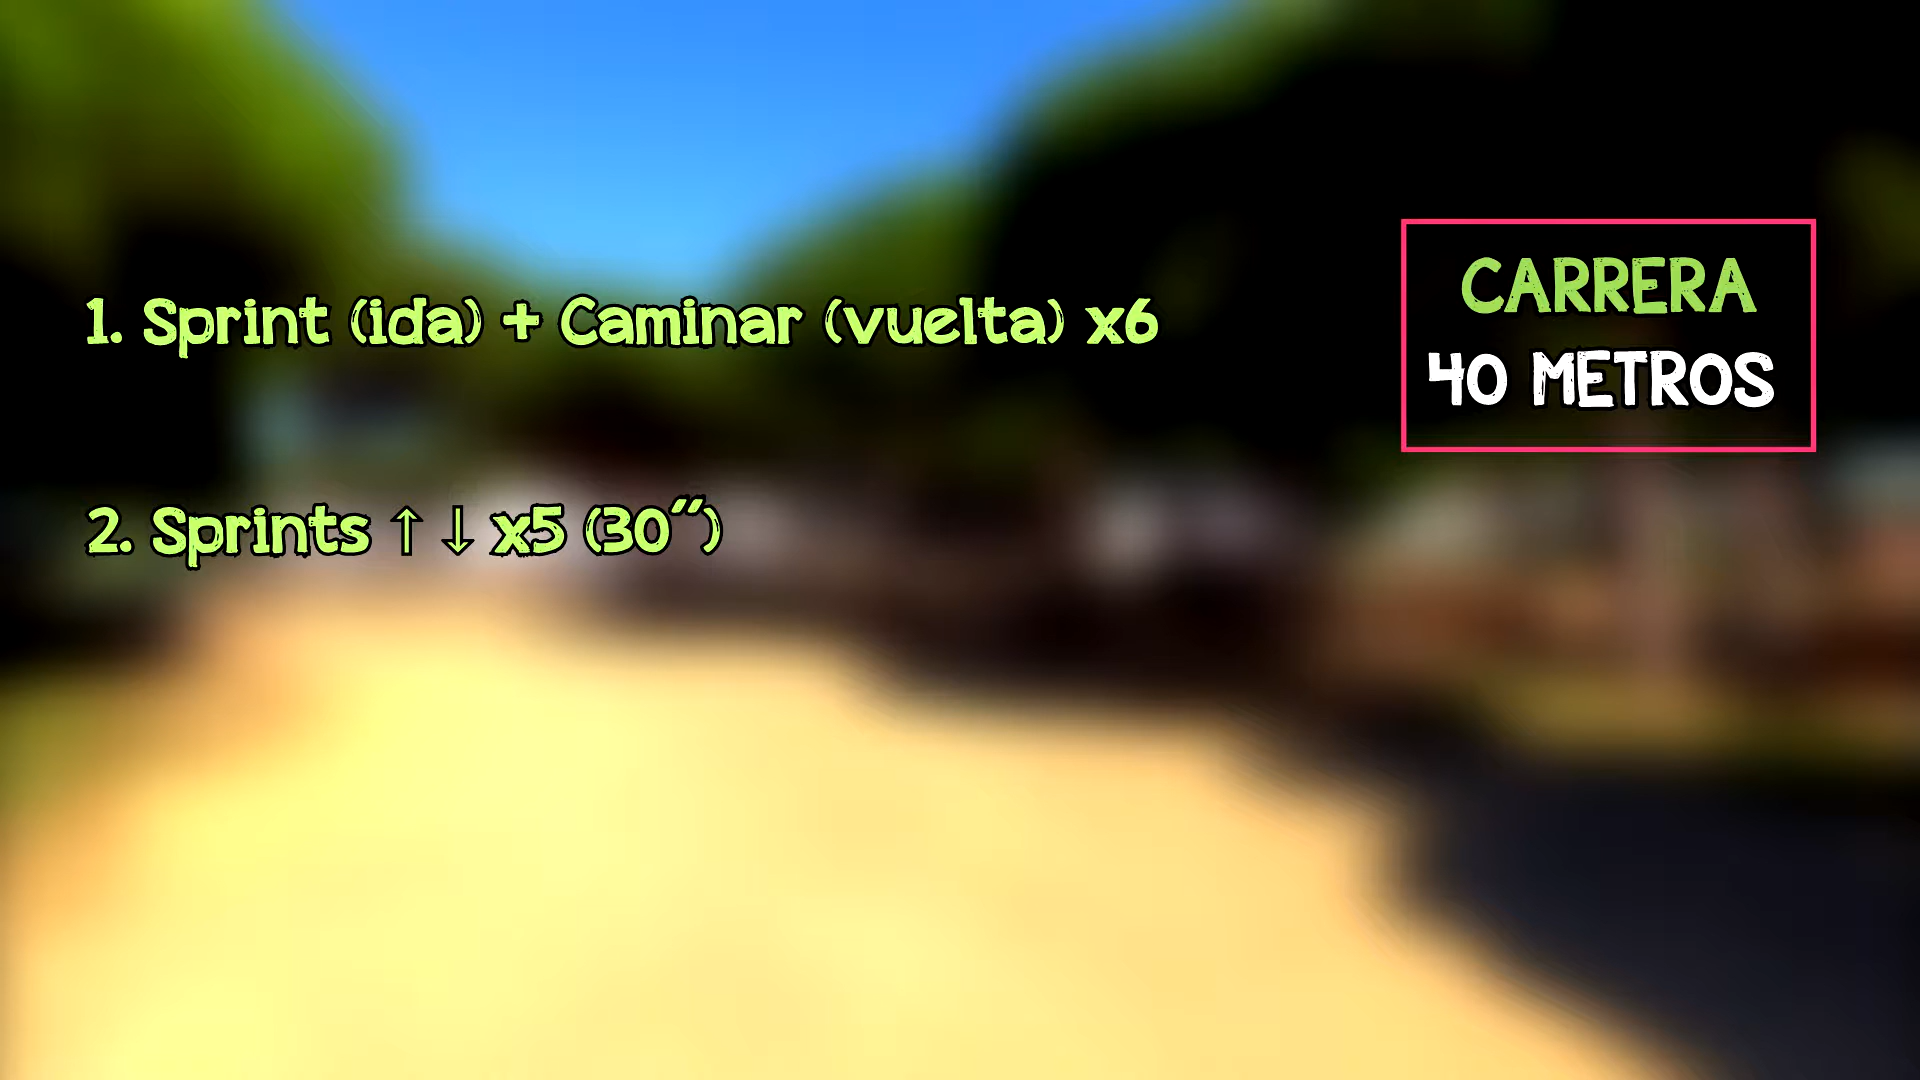 1. Sprint (ida) + Caminar (vuelta) x6
CARRERA
40 METROS
2. Sprints ↑↓ x5 (30″)